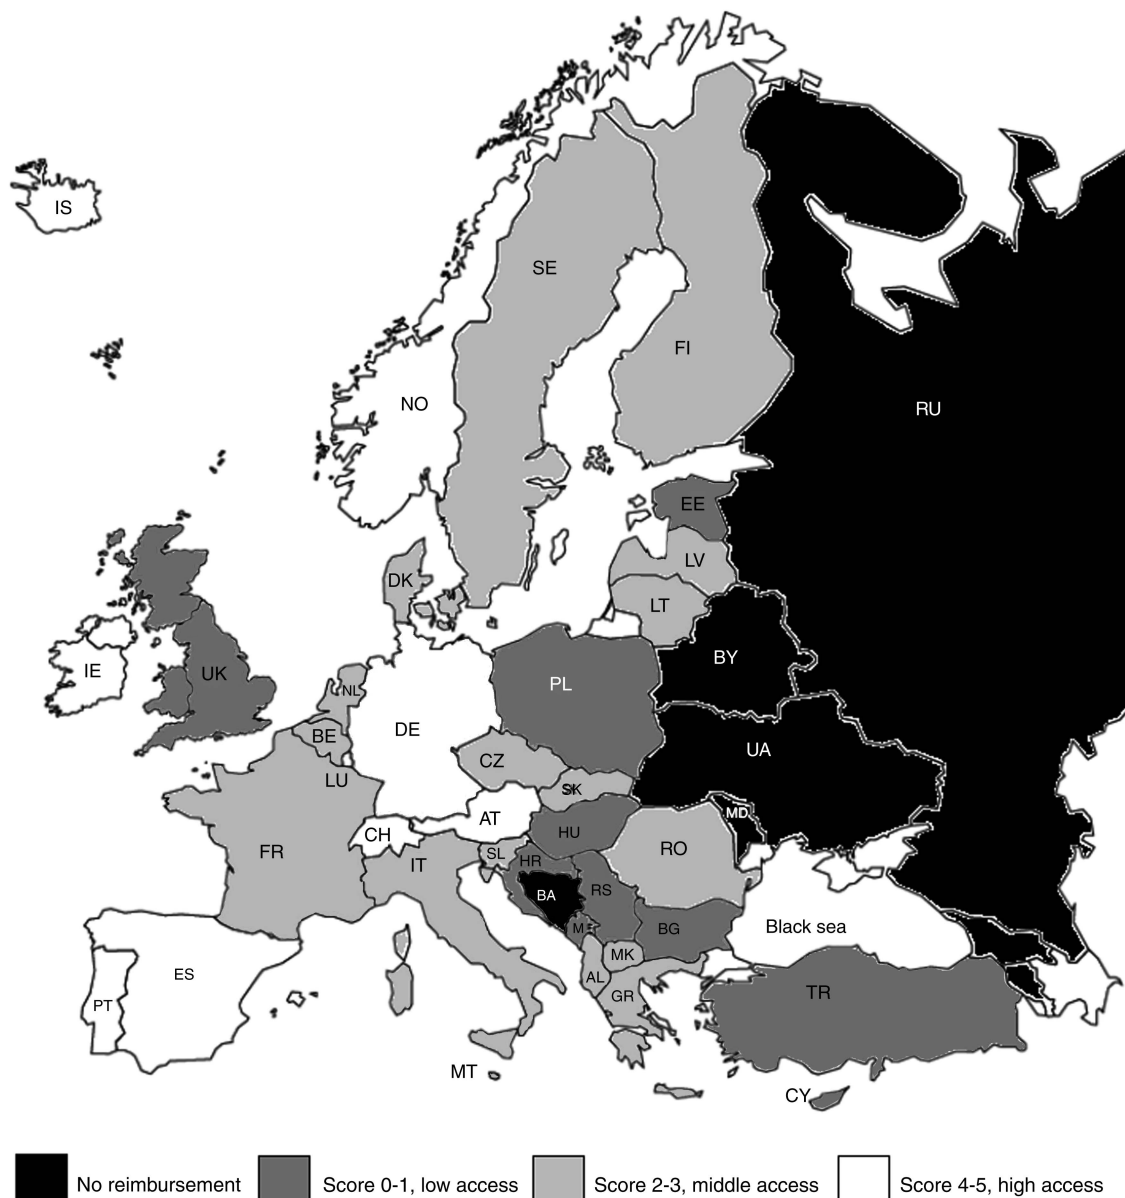 IS
SE
FI
NO
RU
EE
LV
DK
LT
IE
UK
BY
NL
PL
BE
DE
UA
CZ
LU
SK
MD
AT
CH
HU
FR
IT
SL
HR
RO
BA
RS
M
BG
Black sea
MK
ES
AL
PT
GR
TR
MT
CY
No reimbursement
Score 0-1, low access
Score 2-3, middle access
Score 4-5, high access